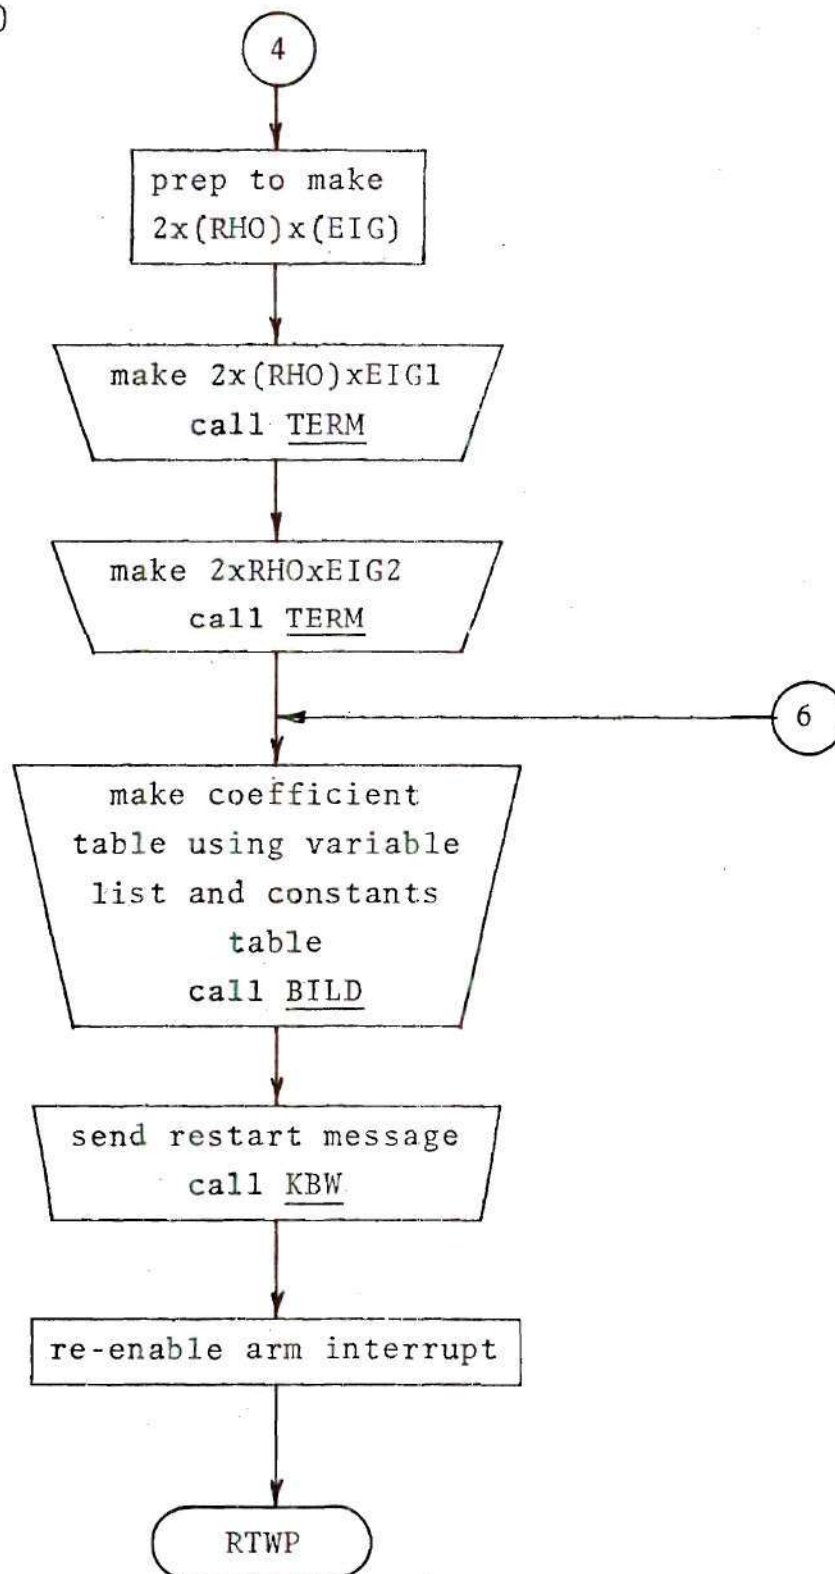 4
prep to make
2x(RHO)x(EIG)
make 2x(RHO)xEIG1
call TERM
make 2xRHOxEIG2
call TERM
6
make coefficient
table using variable
list and constants
table
call BILD
send restart message
call KBW
re-enable arm interrupt
RTWP